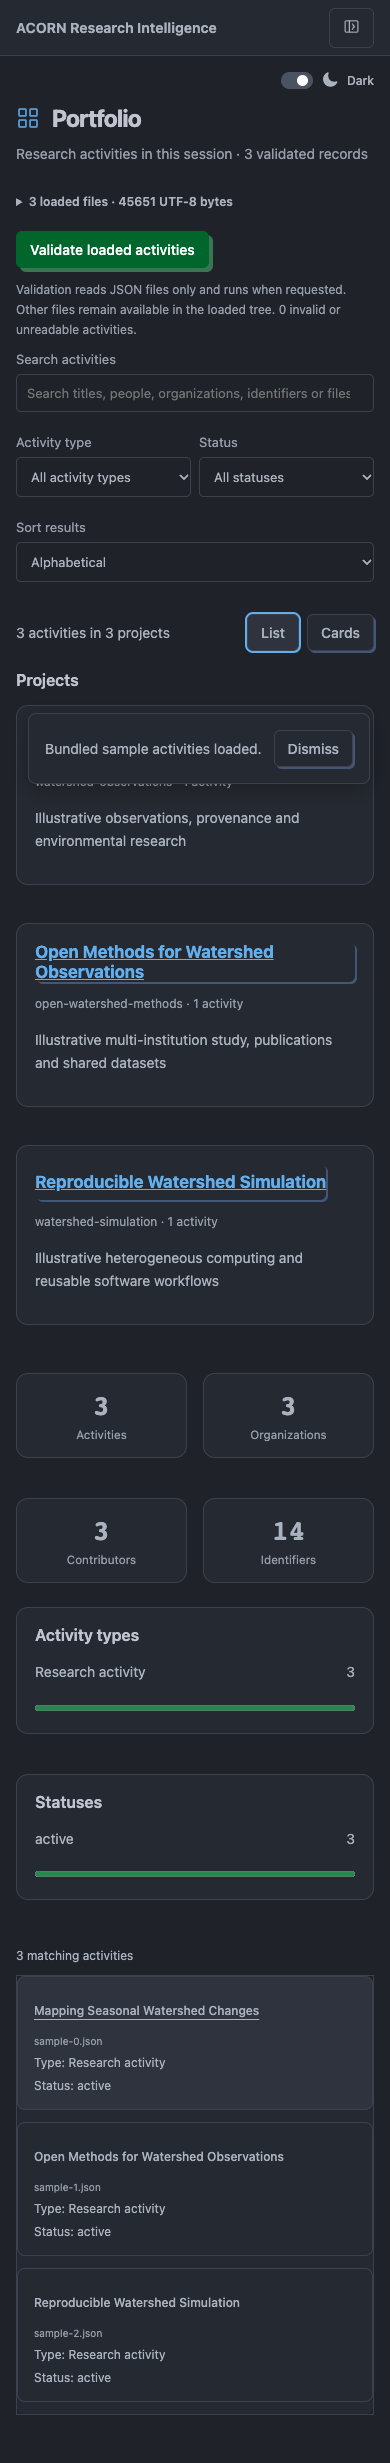 ACORN Research Intelligence
Dark
Portfolio
Research activities in this session · 3 validated records
3 loaded files · 45651 UTF-8 bytes
Validate loaded activities
Validation reads JSON files only and runs when requested.
Other files remain available in the loaded tree. 0 invalid or
unreadable activities.
Search activities
Search titles, people, organizations, identifiers or files
Activity type
Status
All activity types
All statuses
Sort results
Alphabetical
3 activities in 3 projects
List
Cards
Projects
Bundled sample activities loaded.
Dismiss
watershed-observations · 1 activity
Illustrative observations, provenance and
environmental research
Open Methods for Watershed
Observations
open-watershed-methods · 1 activity
Illustrative multi-institution study, publications
and shared datasets
Reproducible Watershed Simulation
watershed-simulation · 1 activity
Illustrative heterogeneous computing and
reusable software workflows
3
Activities
3
Organizations
3
Contributors
14
Identifiers
Activity types
Research activity
3
Statuses
active
3
3 matching activities
Mapping Seasonal Watershed Changes
sample-0.json
Type: Research activity
Status: active
Open Methods for Watershed Observations
sample-1.json
Type: Research activity
Status: active
Reproducible Watershed Simulation
sample-2.json
Type: Research activity
Status: active